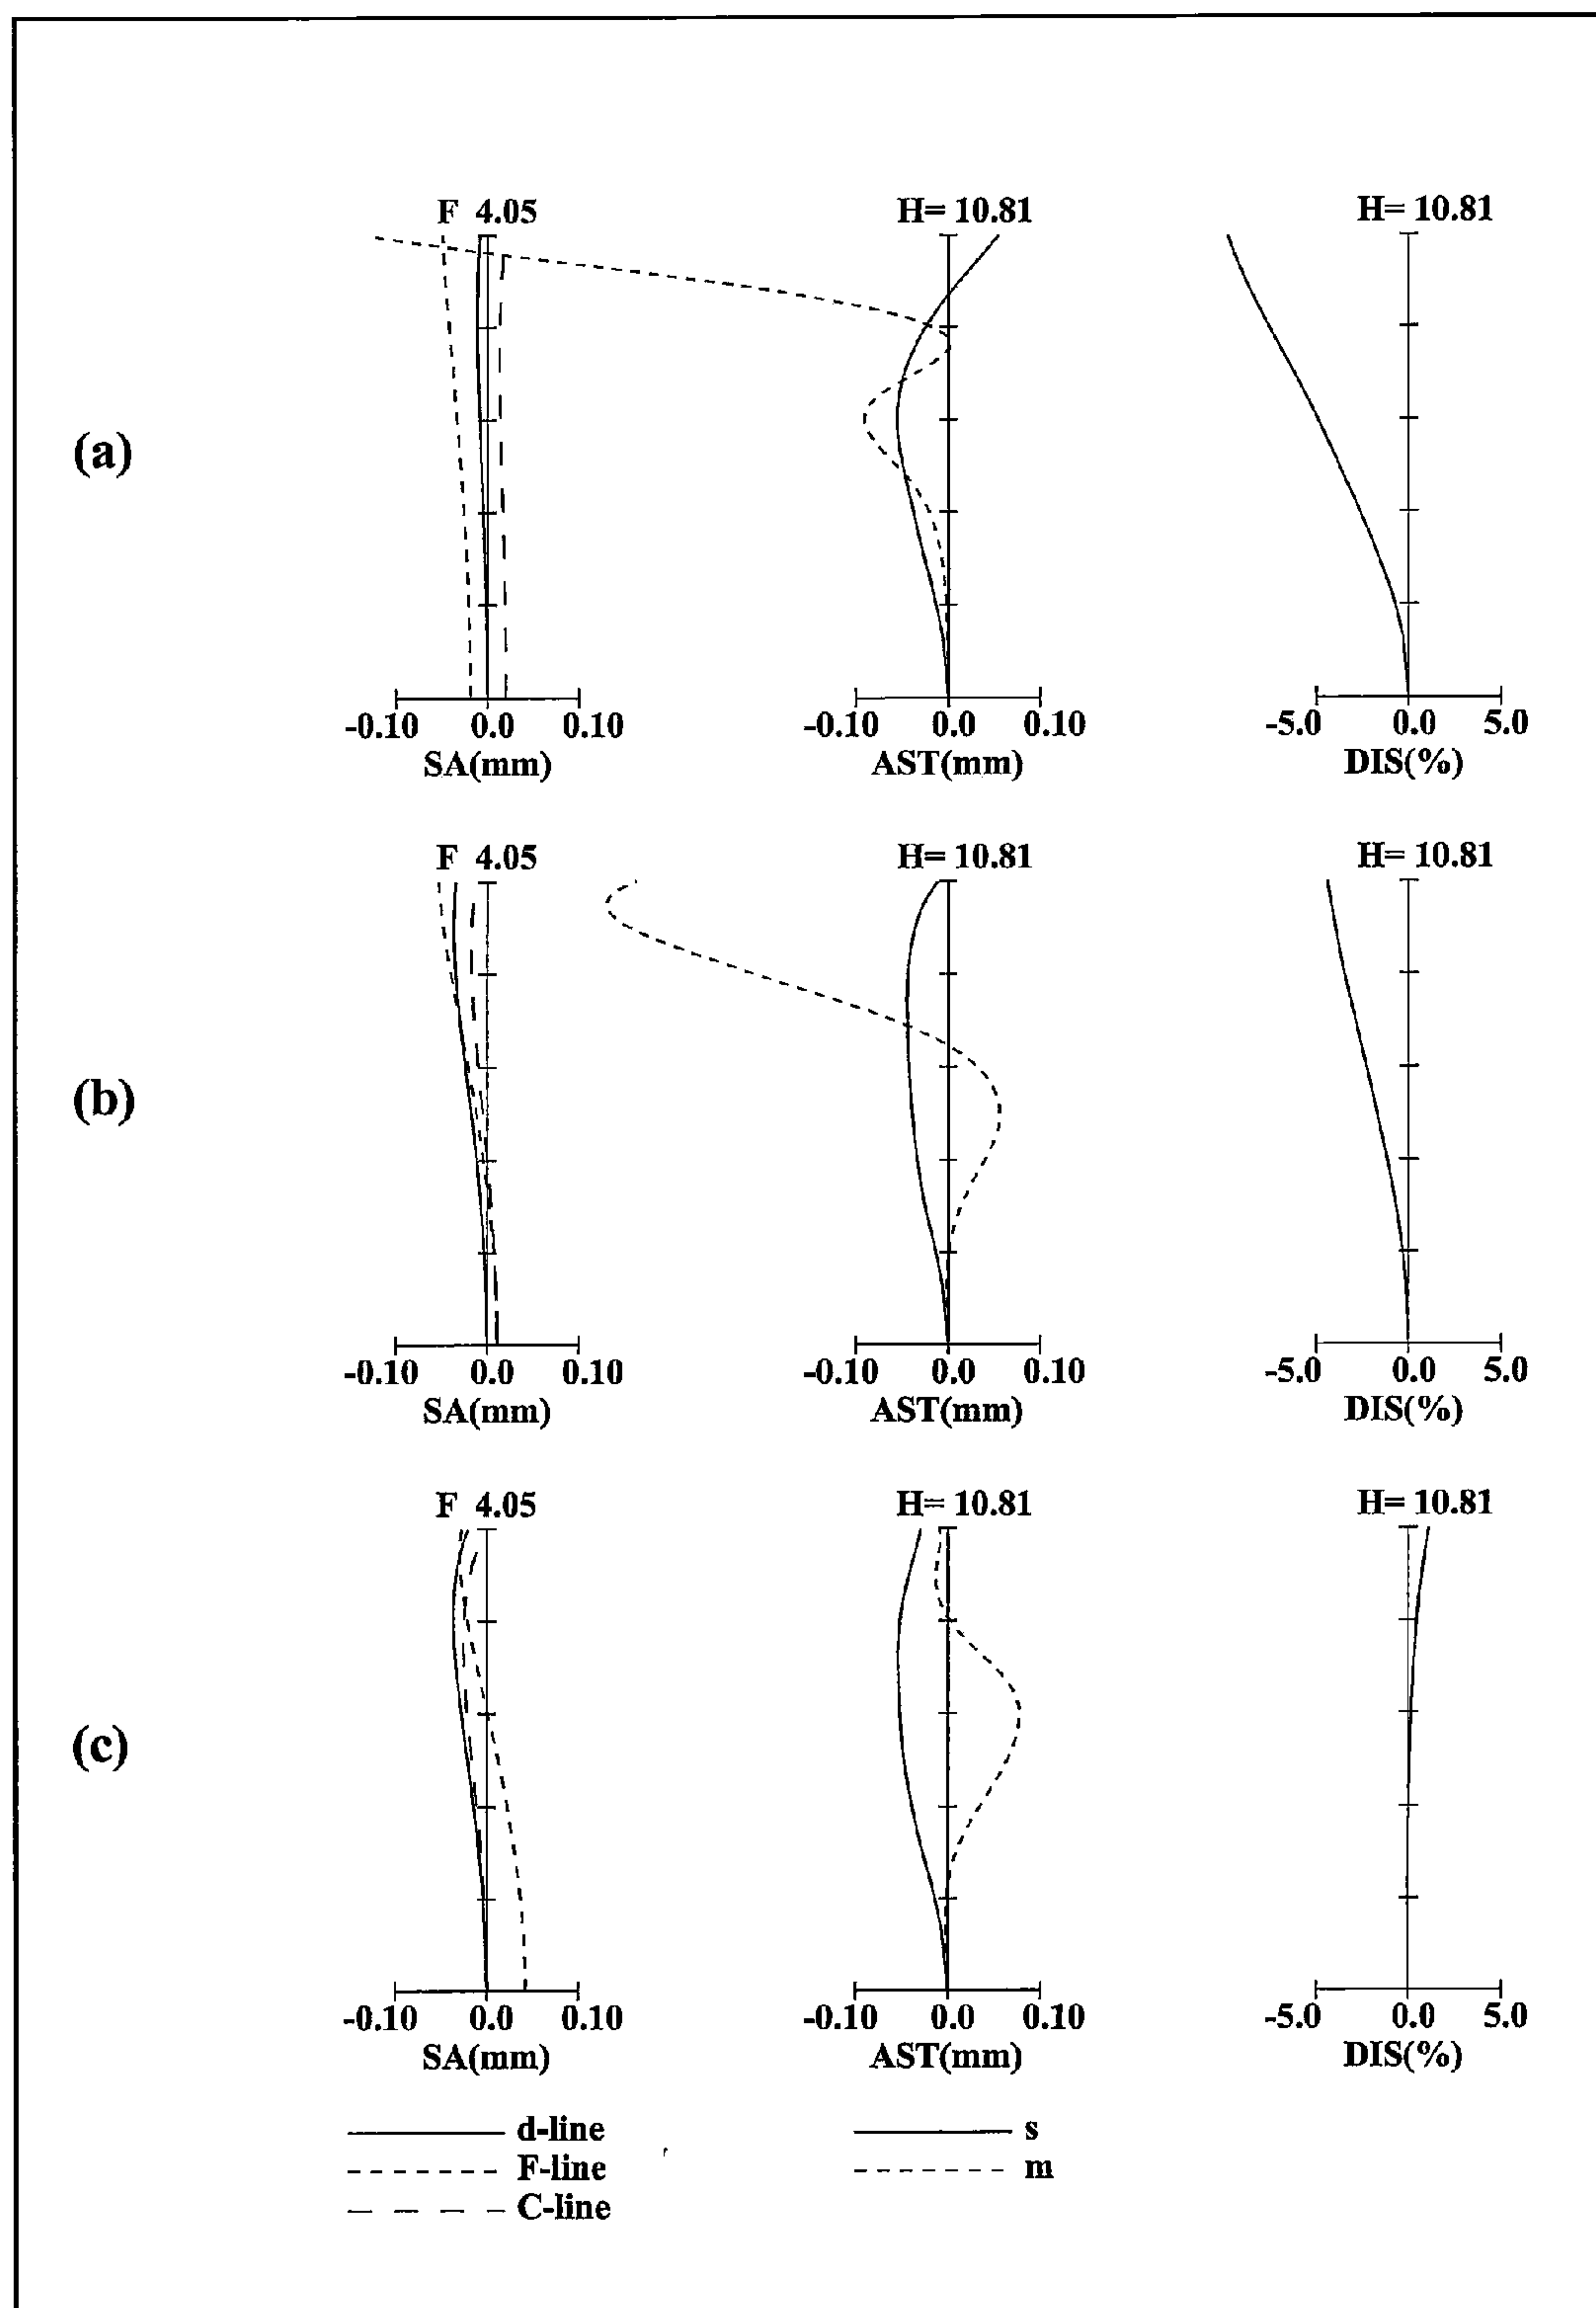 F 4.05 H= 10.81 H= 10.81
(a)
-0.10 0.0 0.10 -0.10 0.0 0.10 -5.0 0.0 5.0
SA(mm) AST(mm) DIS(%)
F 4.05 H= 10.81 H= 10.81
(b)
-0.10 0.0 0.10 -0.10 0.0 0.10 -5.0 0.0 5.0
SA(mm) AST(mm) DIS(%)
F 4.05 H= 10.81 H= 10.81
(c)
-0.10 0.0 0.10 -0.10 0.0 0.10 -5.0 0.0 5.0
SA(mm) AST(mm) DIS(%)
d-line s
F-line m
C-line